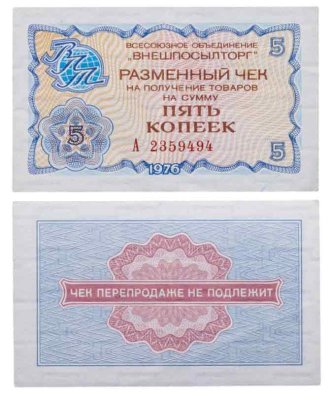 ВПТ
ВСЕСОЮЗНОЕ ОБЪЕДИНЕНИЕ
"ВНЕШПОСЫЛТОРГ"
5
РАЗМЕННЫЙ ЧЕК
НА ПОЛУЧЕНИЕ ТОВАРОВ
НА СУММУ
ПЯТЬ
КОПЕЕК
5
А 2359494
5
1976
ЧЕК ПЕРЕПРОДАЖЕ НЕ ПОДЛЕЖИТ